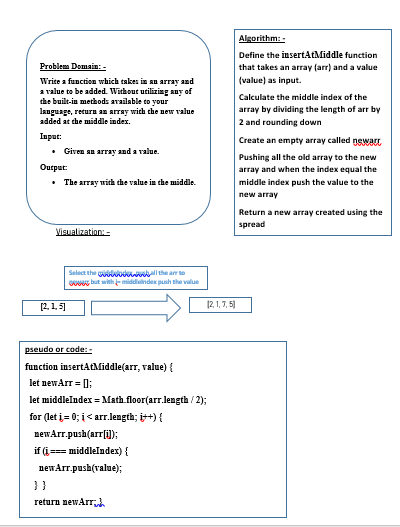 Problem Domain: -
Write a function which takes in an array and
a value to be added. Without utilizing any of
the built-in methods available to your
language, return an array with the new value
added at the middle index.
Input:
• Given an array and a value.
Output:
• The array with the value in the middle.
Visualization: -
Algorithm: -
Define the insertAtMiddle function
that takes an array (arr) and a value
(value) as input.
Calculate the middle index of the
array by dividing the length of arr by
2 and rounding down
Create an empty array called newarr
Pushing all the old array to the new
array and when the index equal the
middle index push the value to the
new array
Return a new array created using the
spread
Select the middleIndex ,push all the arr to
newarr but with i= middleIndex push the value
[2, 1, 5]
[2, 1, 7, 5]
pseudo or code: -
function insertAtMiddle(arr, value) {
let newArr = [];
let middleIndex = Math.floor(arr.length / 2);
for (let i = 0; i < arr.length; i++) {
newArr.push(arr[i]);
if (i === middleIndex) {
newArr.push(value);
} }
return newArr; }